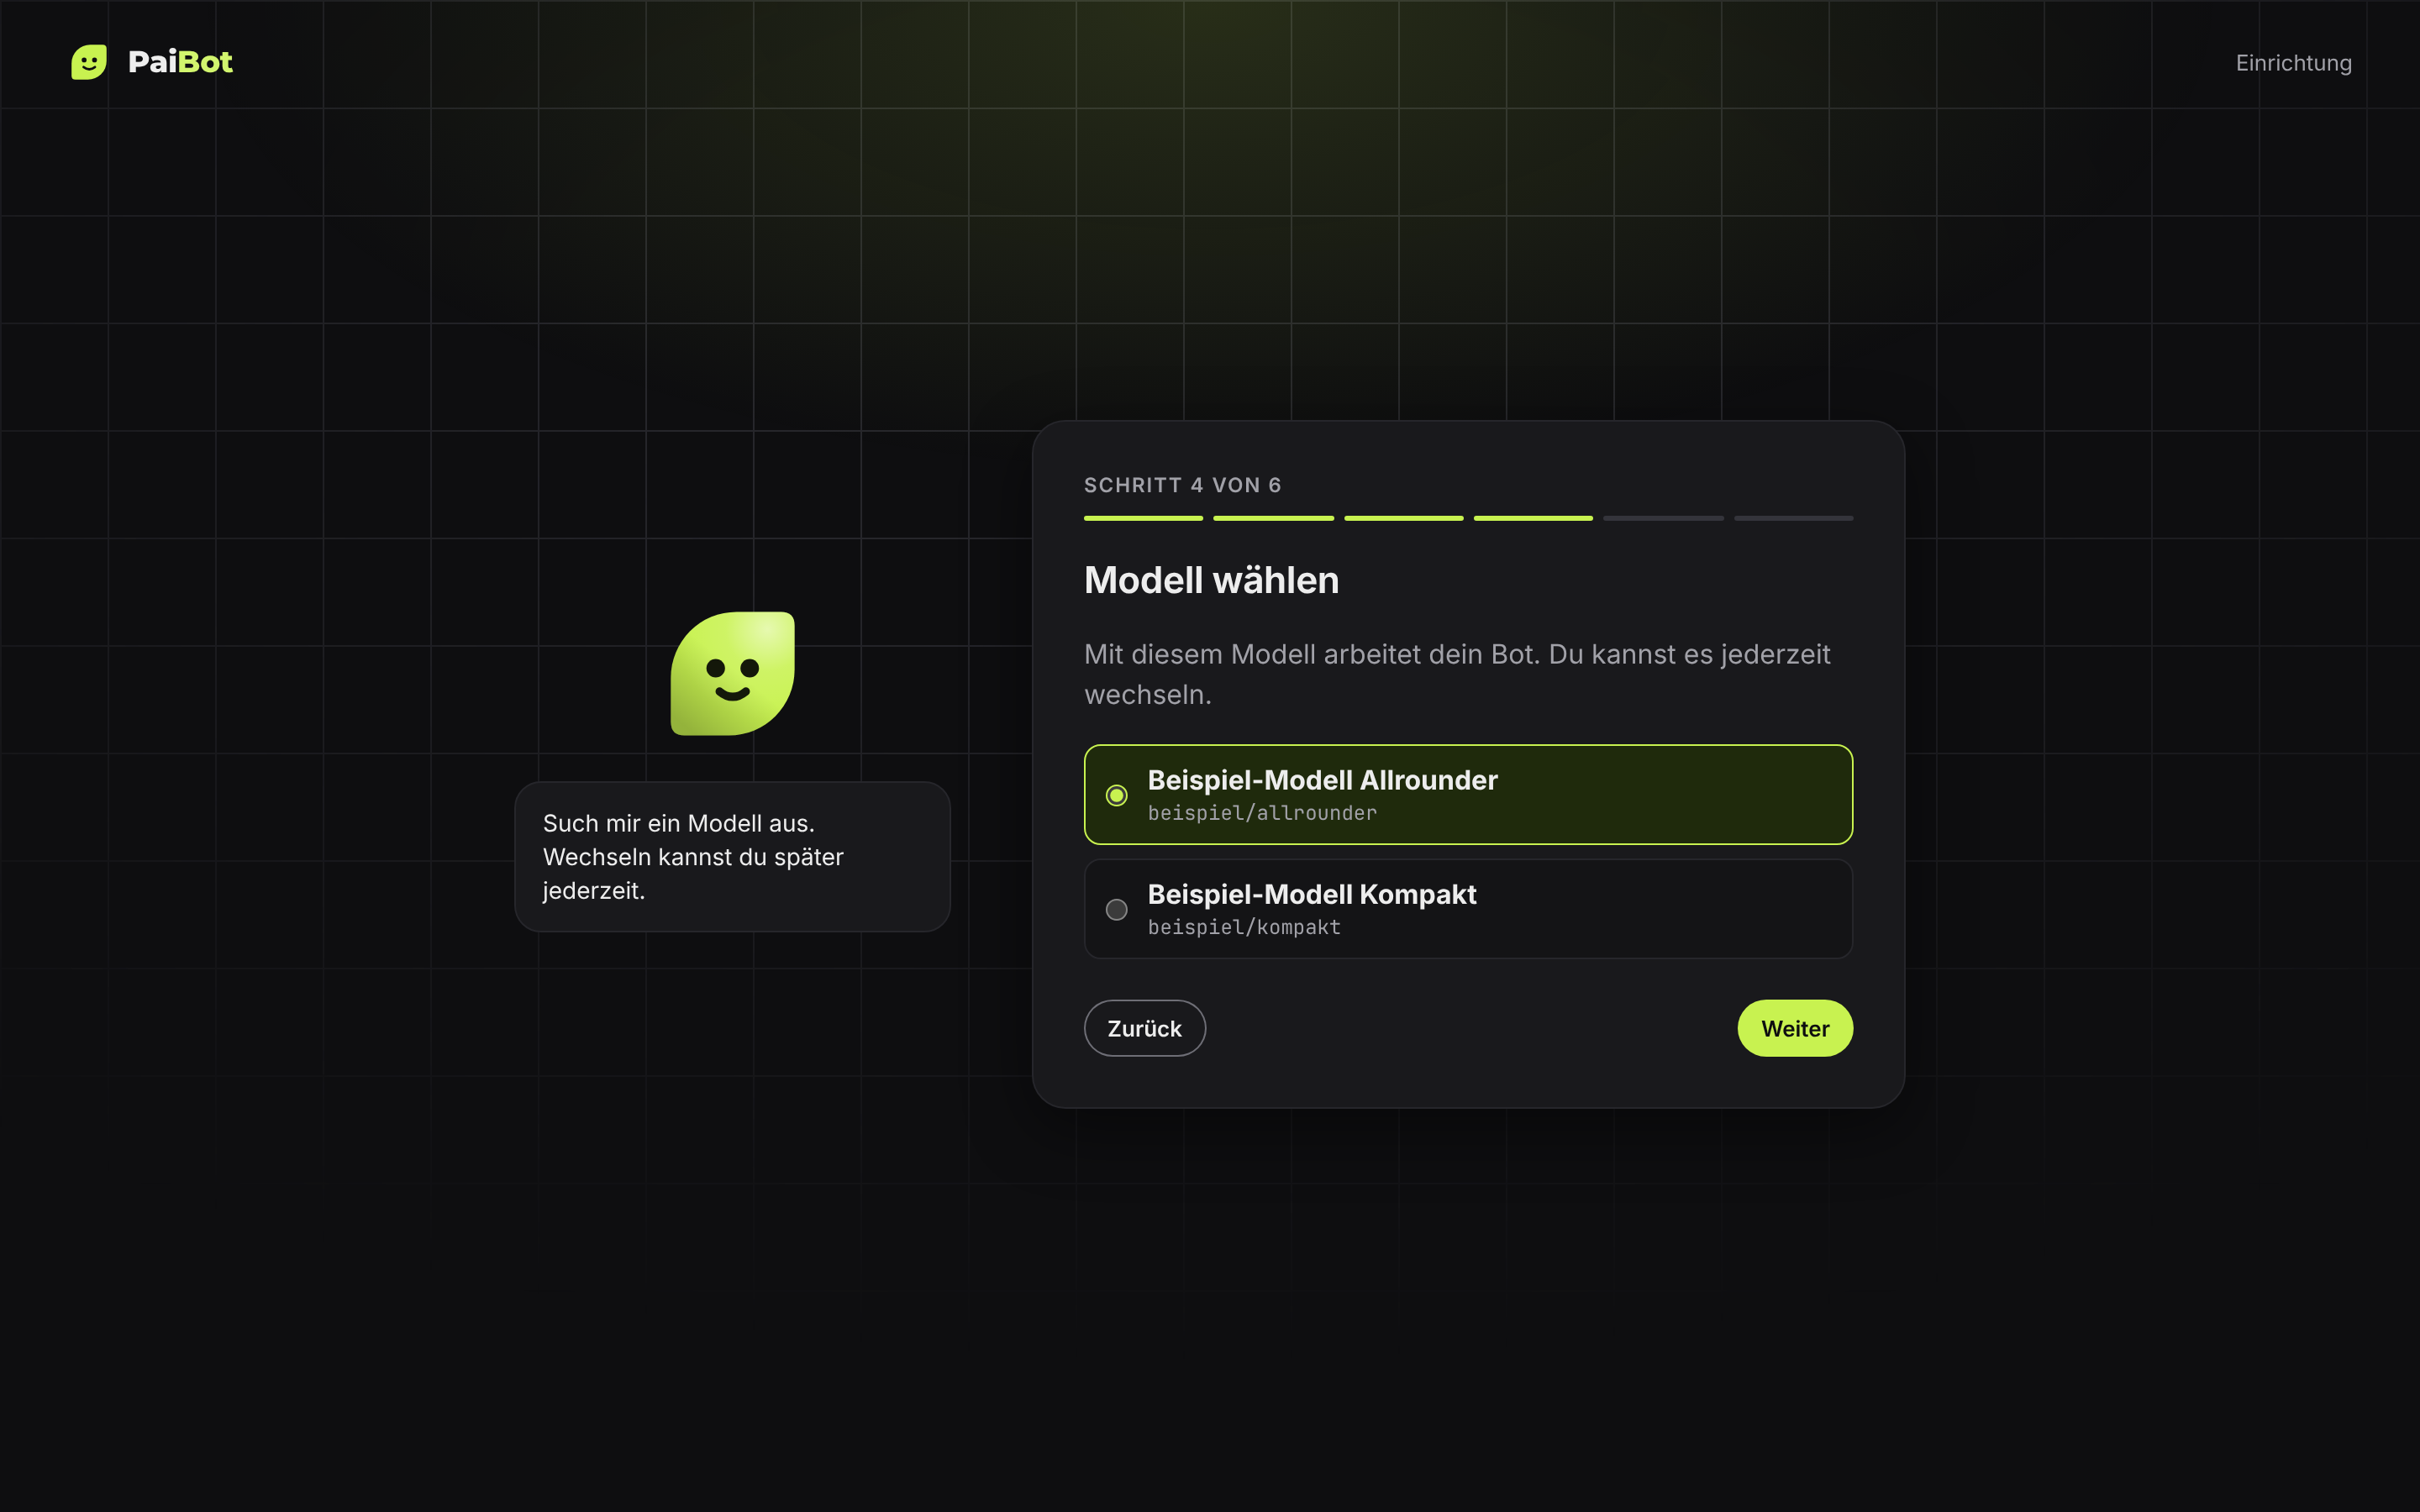 PaiBot
Einrichtung
SCHRITT 4 VON 6
Modell wählen
Mit diesem Modell arbeitet dein Bot. Du kannst es jederzeit
wechseln.
Such mir ein Modell aus.
Wechseln kannst du später
jederzeit.
Beispiel-Modell Allrounder
beispiel/allrounder
Beispiel-Modell Kompakt
beispiel/kompakt
Zurück
Weiter